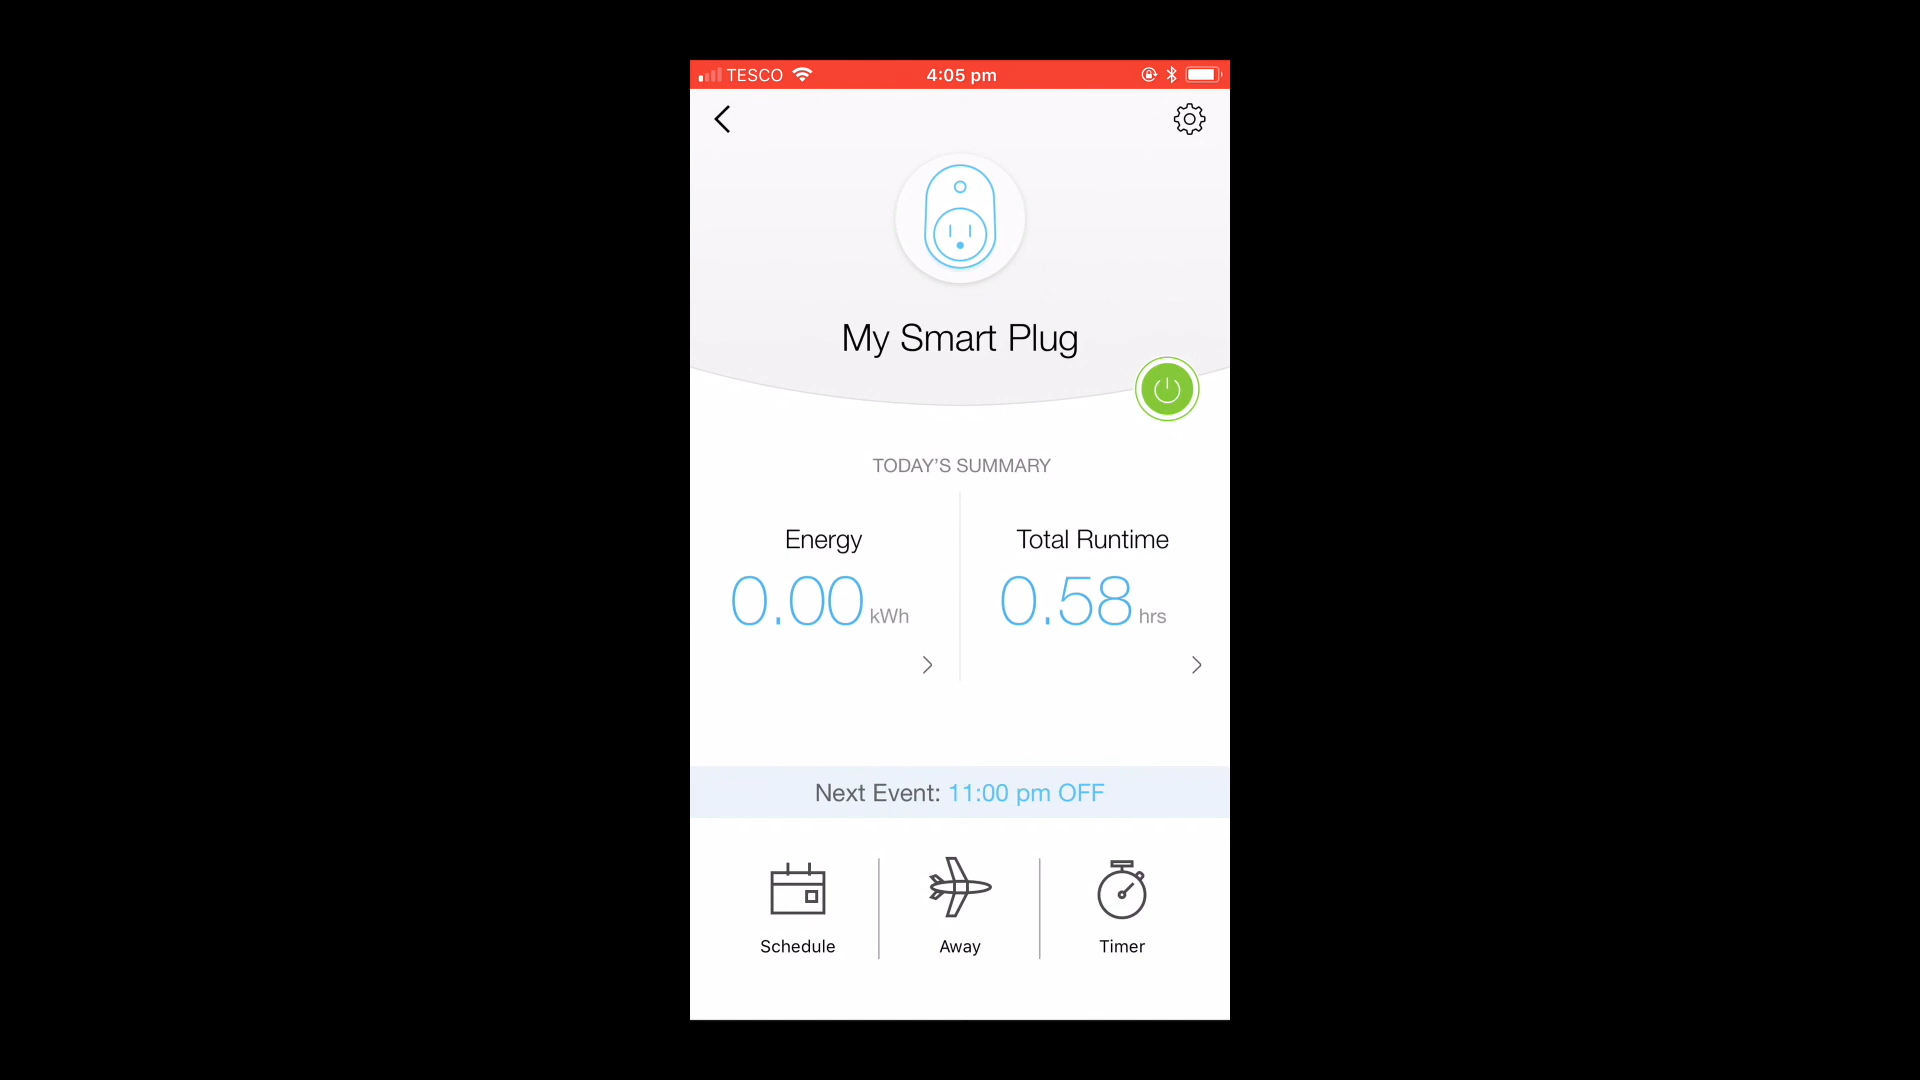 TESCO 4:05 pm
My Smart Plug
TODAY'S SUMMARY
Energy Total Runtime
0.00 kWh 0.58 hrs
Next Event: 11:00 pm OFF
Schedule Away Timer